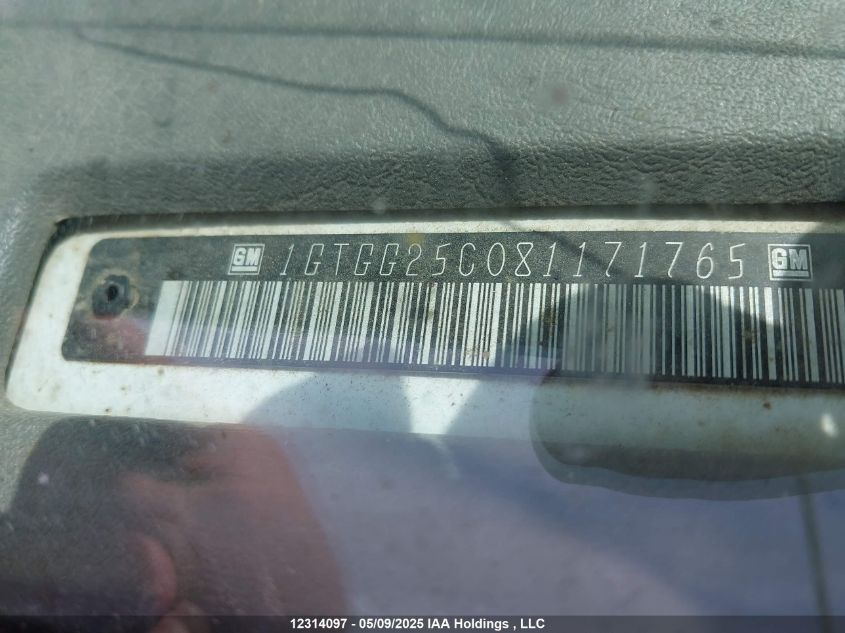 GM 1GTGG25C081171765 GM
12314097 - 05/09/2025 IAA Holdings , LLC